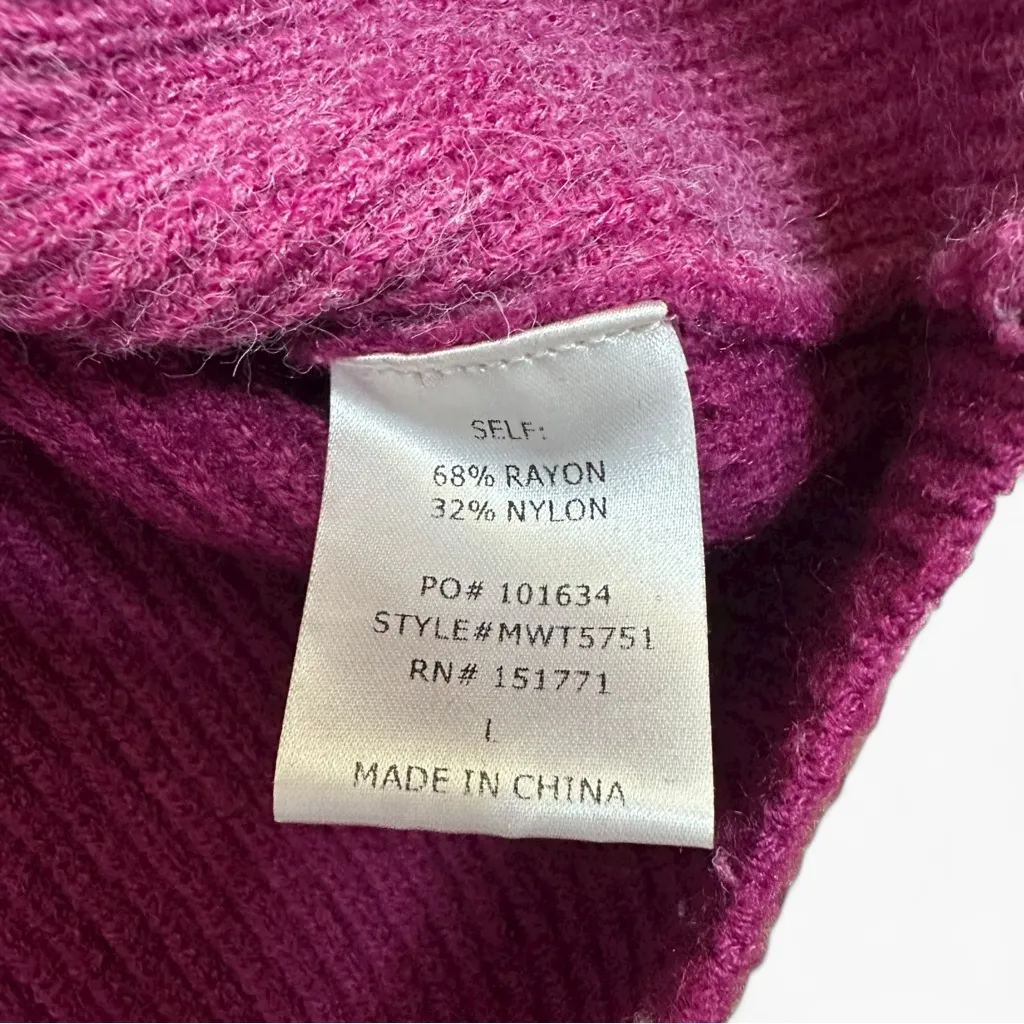 SELF:
68% RAYON
32% NYLON
PO# 101634
STYLE#MWT5751
RN# 151771
L
MADE IN CHINA